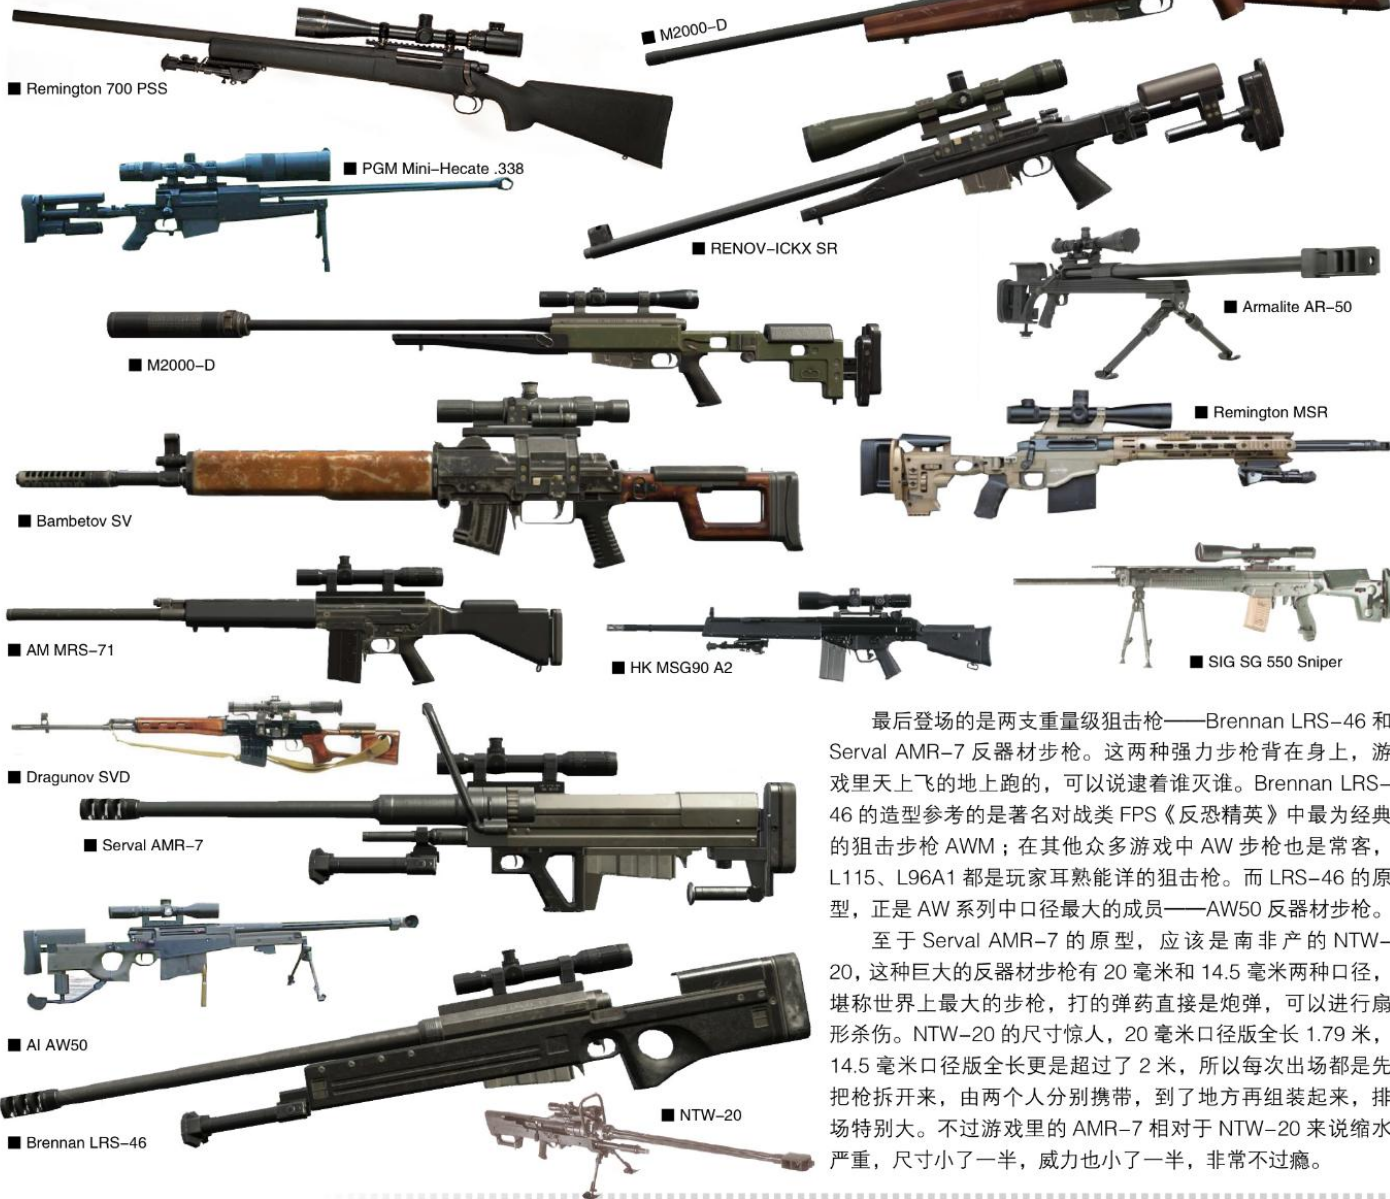 ■ M2000-D
■ Remington 700 PSS
■ PGM Mini-Hecate .338
■ RENOV-ICKX SR
■ Armalite AR-50
■ M2000-D
■ Remington MSR
■ Bambetov SV
■ AM MRS-71
■ HK MSG90 A2
■ SIG SG 550 Sniper
■ Dragunov SVD
■ Serval AMR-7
■ AI AW50
■ NTW-20
■ Brennan LRS-46
最后登场的是两支重量级狙击枪——Brennan LRS-46 和
Serval AMR-7 反器材步枪。这两种强力步枪背在身上，游
戏里天上飞的地上跑的，可以说逮着谁灭谁。Brennan LRS-
46 的造型参考的是著名对战类 FPS《反恐精英》中最为经典
的狙击步枪 AWM；在其他众多游戏中 AW 步枪也是常客，
L115、L96A1 都是玩家耳熟能详的狙击枪。而 LRS-46 的原
型，正是 AW 系列中口径最大的成员——AW50 反器材步枪。
至于 Serval AMR-7 的原型，应该是南非产的 NTW-
20，这种巨大的反器材步枪有 20 毫米和 14.5 毫米两种口径，
堪称世界上最大的步枪，打的弹药直接是炮弹，可以进行扇
形杀伤。NTW-20 的尺寸惊人，20 毫米口径版全长 1.79 米，
14.5 毫米口径版全长更是超过了 2 米，所以每次出场都是先
把枪拆开来，由两个人分别携带，到了地方再组装起来，排
场特别大。不过游戏里的 AMR-7 相对于 NTW-20 来说缩水
严重，尺寸小了一半，威力也小了一半，非常不过瘾。